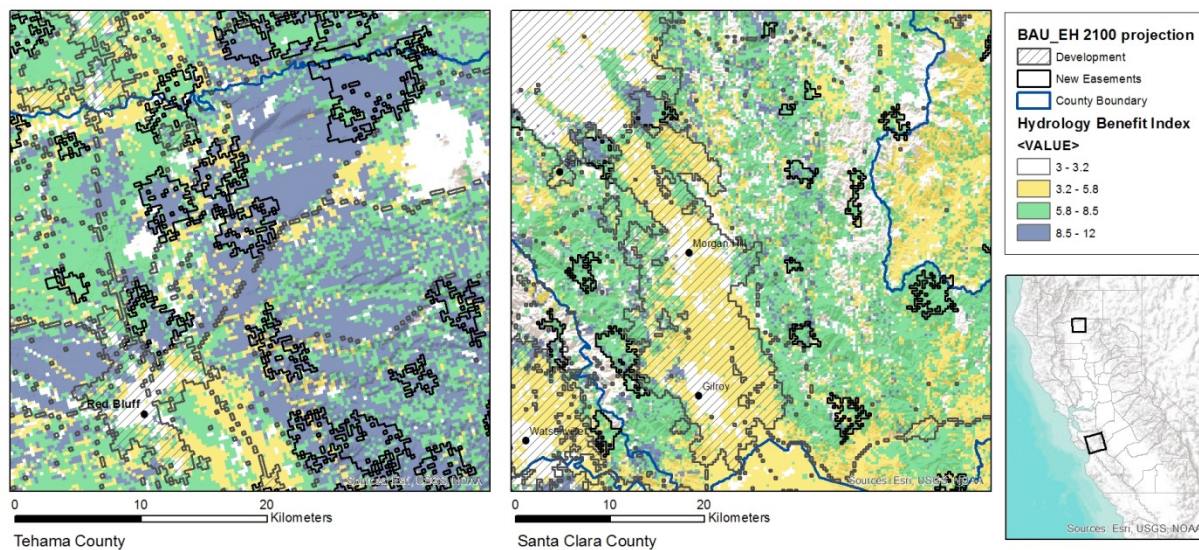 Red Bluff
Sources: Esri, USGS, NOAA
0 10 20
Kilometers
Tehama County
Morgan Hill
Gilroy
Sources: Esri, USGS, NOAA
0 10 20
Kilometers
Santa Clara County
BAU_EH 2100 projection
Development
New Easements
County Boundary
Hydrology Benefit Index
<VALUE>
3 - 3.2
3.2 - 5.8
5.8 - 8.5
8.5 - 12
Sources: Esri, USGS, NOAA